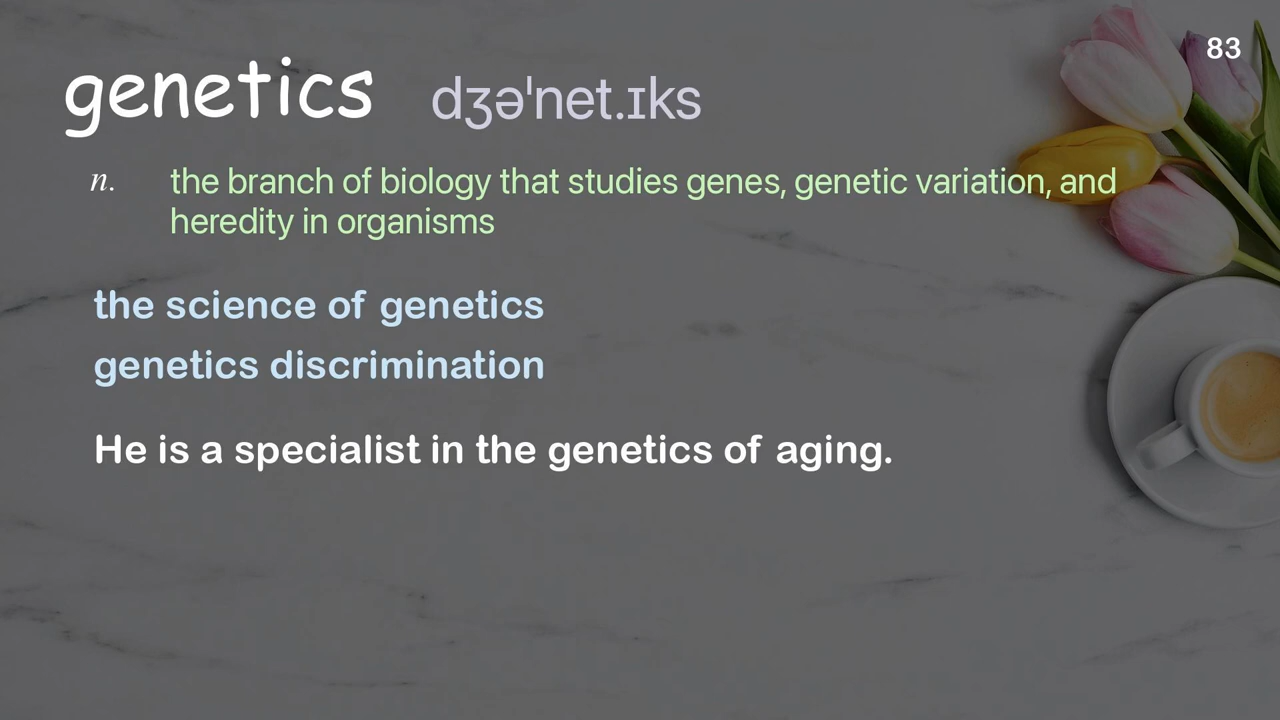 83
genetics dʒəˈnet.ɪks
n. the branch of biology that studies genes, genetic variation, and
heredity in organisms
the science of genetics
genetics discrimination
He is a specialist in the genetics of aging.